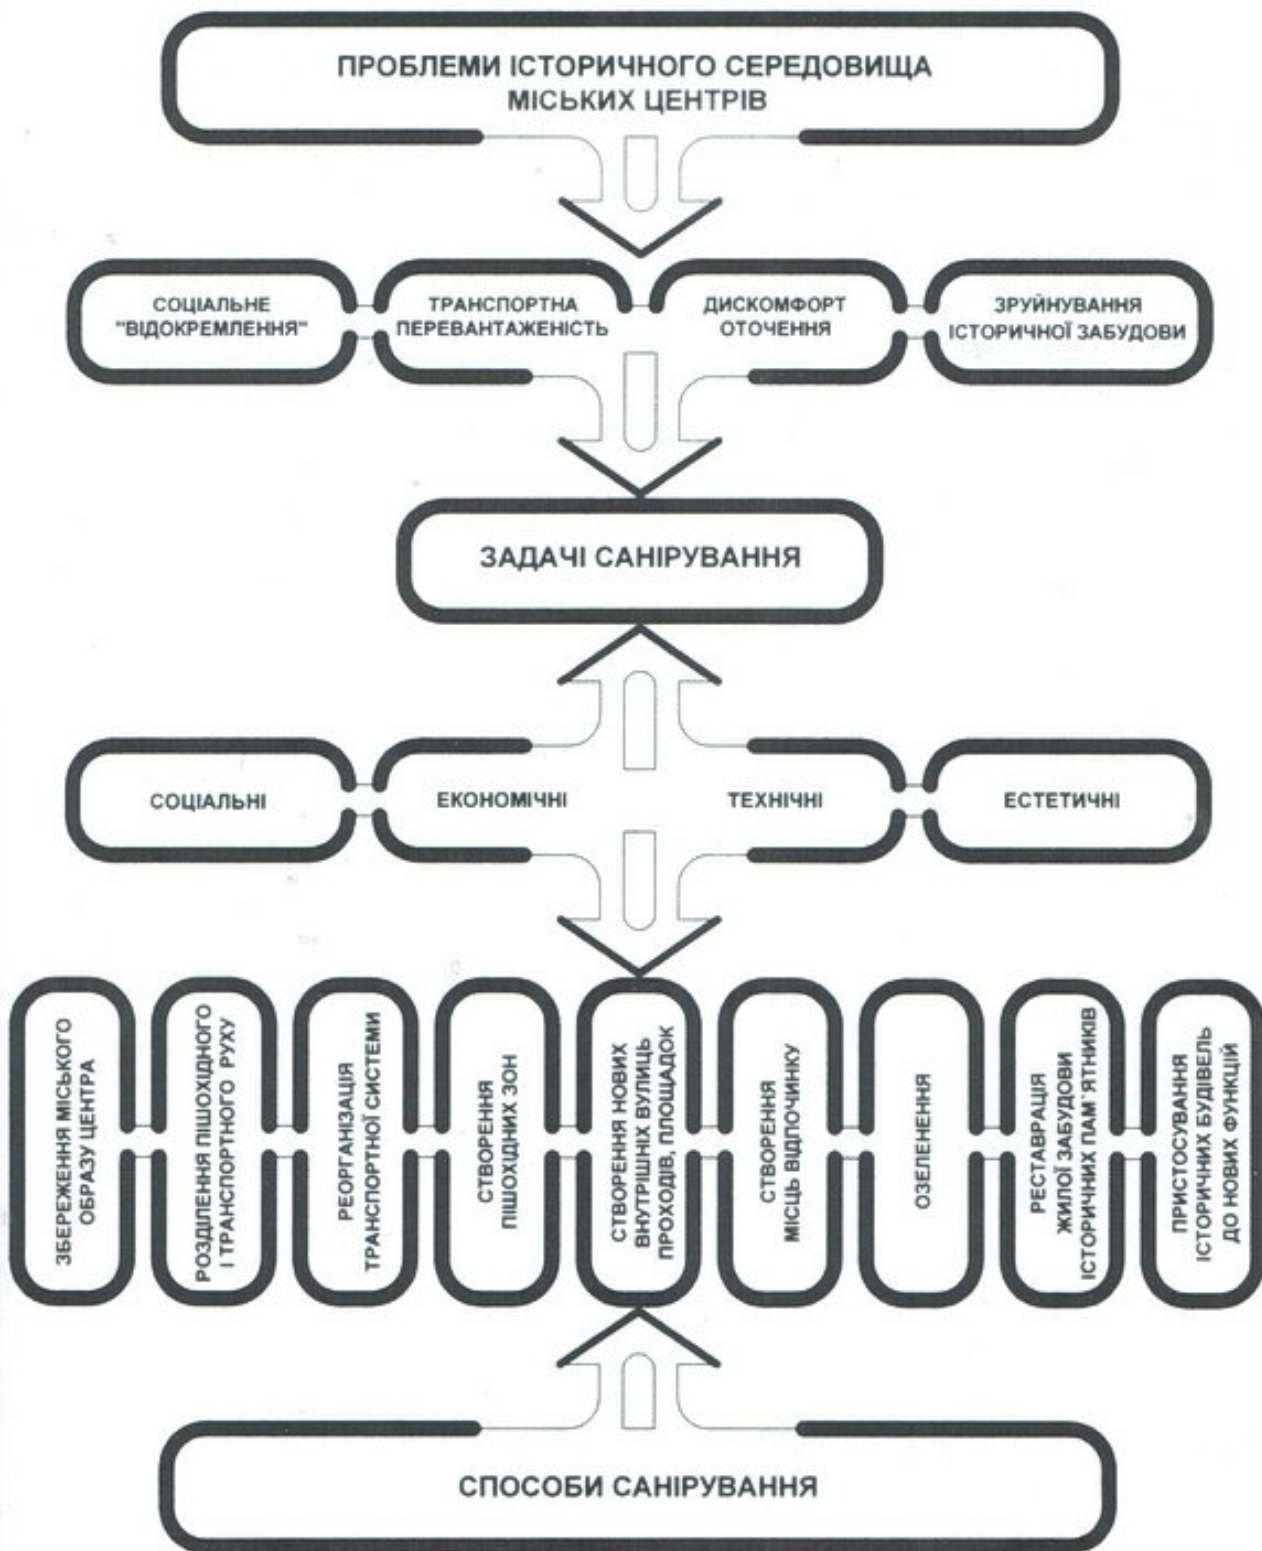 ПРОБЛЕМИ ІСТОРИЧНОГО СЕРЕДОВИЩА
МІСЬКИХ ЦЕНТРІВ
СОЦІАЛЬНЕ
"ВІДОКРЕМЛЕННЯ"
ТРАНСПОРТНА
ПЕРЕВАНТАЖЕНІСТЬ
ДИСКОМФОРТ
ОТОЧЕННЯ
ЗРУЙНУВАННЯ
ІСТОРИЧНОЇ ЗАБУДОВИ
ЗАДАЧІ САНІРУВАННЯ
СОЦІАЛЬНІ
ЕКОНОМІЧНІ
ТЕХНІЧНІ
ЕСТЕТИЧНІ
ЗБЕРЕЖЕННЯ МІСЬКОГО
ОБРАЗУ ЦЕНТРА
РОЗДІЛЕННЯ ПІШОХІДНОГО
І ТРАНСПОРТНОГО РУХУ
РЕОРГАНІЗАЦІЯ
ТРАНСПОРТНОЇ СИСТЕМИ
СТВОРЕННЯ
ПІШОХІДНИХ ЗОН
СТВОРЕННЯ НОВИХ
ВНУТРІШНІХ ВУЛИЦЬ
ПРОХОДІВ, ПЛОЩАДОК
СТВОРЕННЯ
МІСЦЬ ВІДПОЧИНКУ
ОЗЕЛЕНЕННЯ
РЕСТАВРАЦІЯ
ЖИЛОЇ ЗАБУДОВИ
ІСТОРИЧНИХ ПАМ`ЯТНИКІВ
ПРИСТОСУВАННЯ
ІСТОРИЧНИХ БУДІВЕЛЬ
ДО НОВИХ ФУНКЦІЙ
СПОСОБИ САНІРУВАННЯ